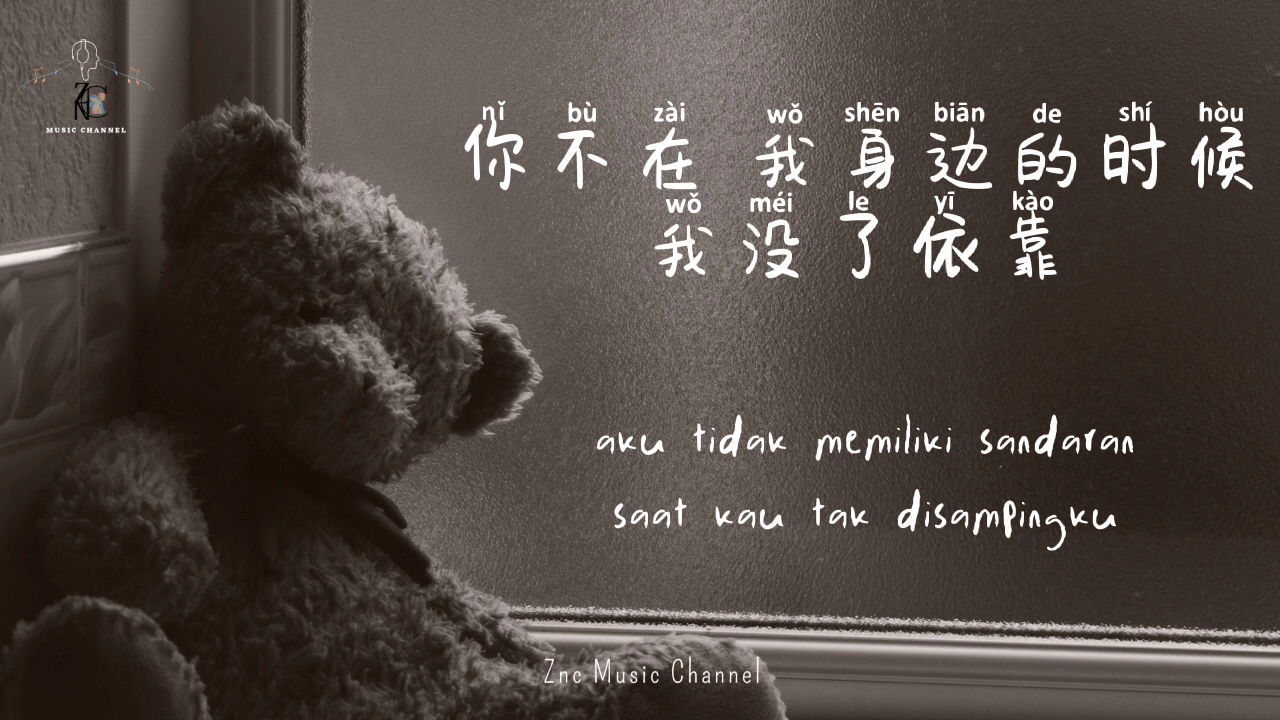 MUSIC CHANNEL
nǐ bù zài wǒ shēn biān de shí hòu
你不在 我身边的时候
wǒ méi le yī kào
我没了依靠
aku tidak memiliki sandaran
saat kau tak disampingku
Znc Music Channel